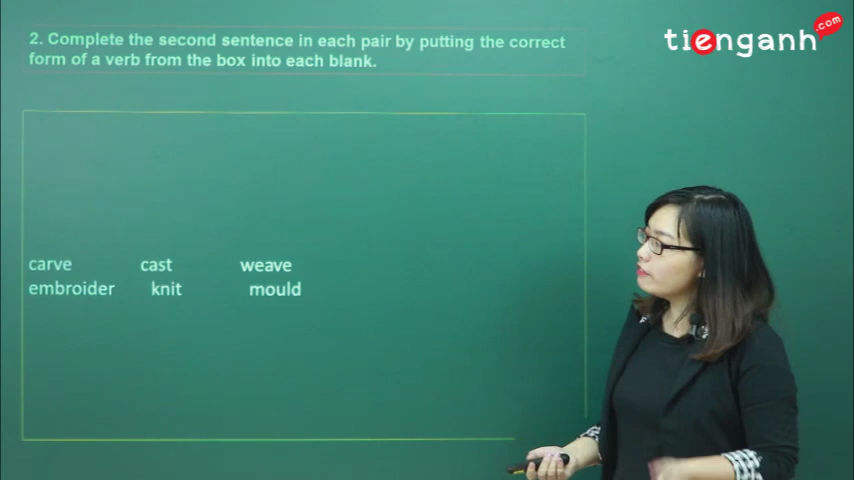 2. Complete the second sentence in each pair by putting the correct
form of a verb from the box into each blank.
tienganh.com
carve cast weave
embroider knit mould